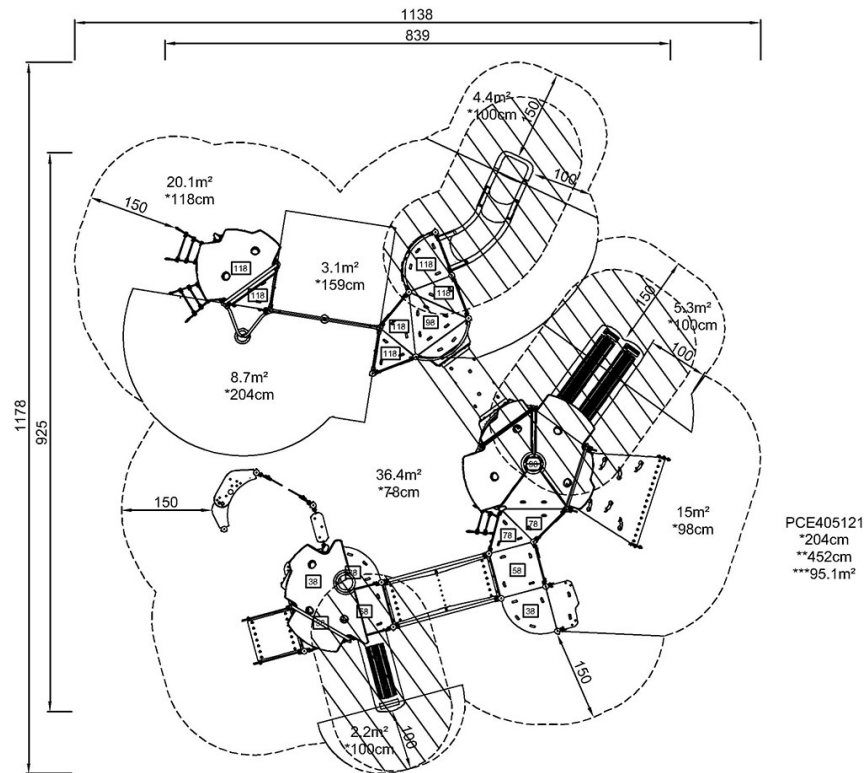 1138
839
4.4m²
*100cm
150
100
20.1m²
*118cm
150
118
118
3.1m²
*159cm
118
118
98
118
118
5.3m²
*100cm
150
100
8.7m²
*204cm
1178
925
36.4m²
*78cm
98
15m²
*98cm
78
78
58
38
150
38
58
PCE405121
*204cm
**452cm
***95.1m²
150
2.2m²
*100cm
100